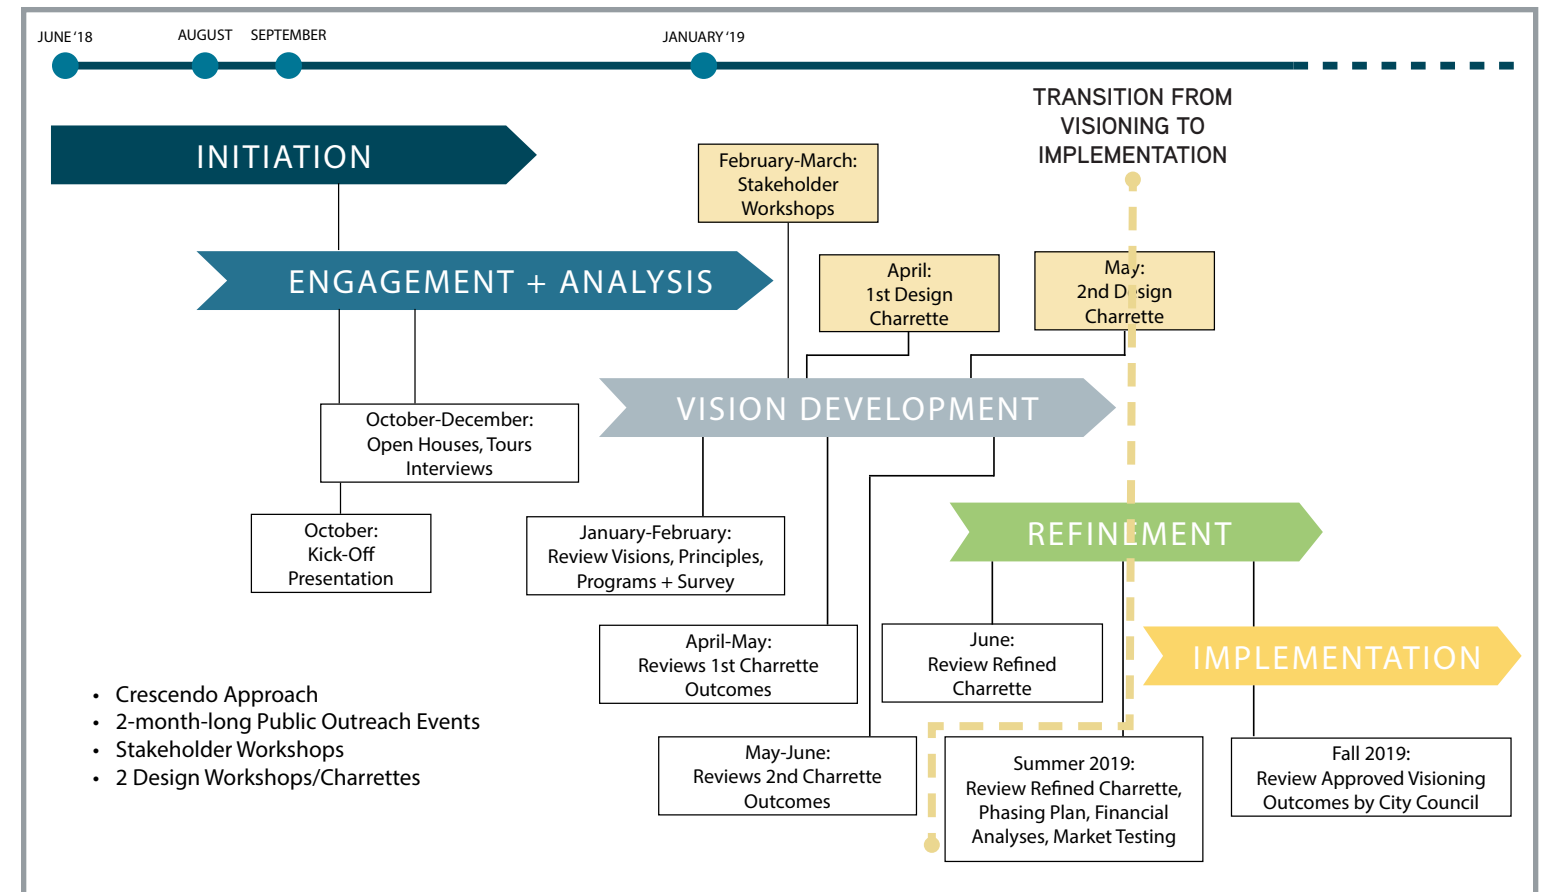 JUNE ‘18
AUGUST
SEPTEMBER
JANUARY ‘19
TRANSITION FROM
VISIONING TO
IMPLEMENTATION
INITIATION
February-March:
Stakeholder
Workshops
ENGAGEMENT + ANALYSIS
April:
1st Design
Charrette
May:
2nd Design
Charrette
VISION DEVELOPMENT
October-December:
Open Houses, Tours
Interviews
October:
Kick-Off
Presentation
January-February:
Review Visions, Principles,
Programs + Survey
REFINEMENT
April-May:
Reviews 1st Charrette
Outcomes
June:
Review Refined
Charrette
IMPLEMENTATION
• Crescendo Approach
• 2-month-long Public Outreach Events
• Stakeholder Workshops
• 2 Design Workshops/Charrettes
May-June:
Reviews 2nd Charrette
Outcomes
Summer 2019:
Review Refined Charrette,
Phasing Plan, Financial
Analyses, Market Testing
Fall 2019:
Review Approved Visioning
Outcomes by City Council